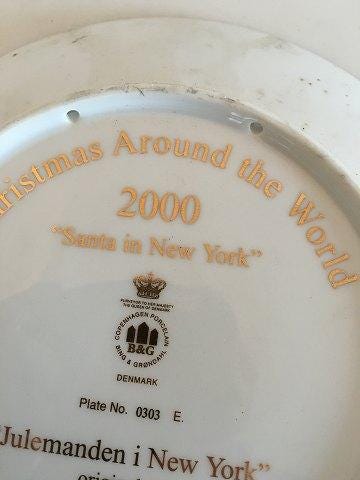 Christmas Around the World
2000
"Santa in New York"
PURVEYOR TO HER MAJESTY
THE QUEEN OF DENMARK
COPENHAGEN PORCELAIN
B&G
BING & GRØNDAHL
DENMARK
Plate No. 0303 E.
"Julemanden i New York"